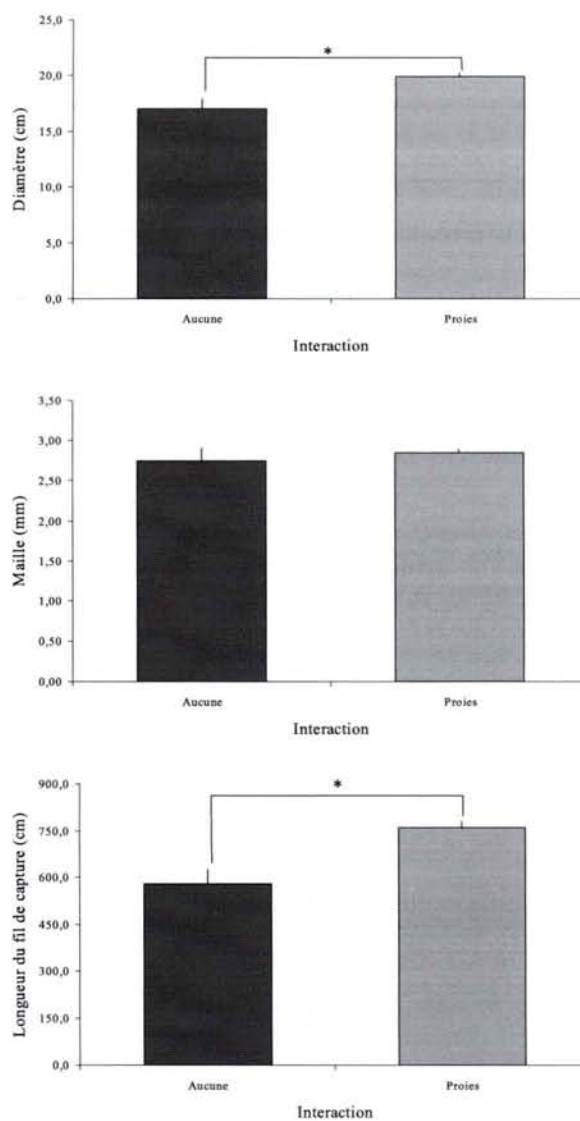 25,0
*
20,0
15,0
10,0
5,0
0,0
Diamètre (cm)
Aucune
Proies
Interaction
3,50
3,00
2,50
2,00
1,50
1,00
0,50
0,00
Maille (mm)
Aucune
Proies
Interaction
900,0
*
750,0
600,0
450,0
300,0
150,0
0,0
Longueur du fil de capture (cm)
Aucune
Proies
Interaction